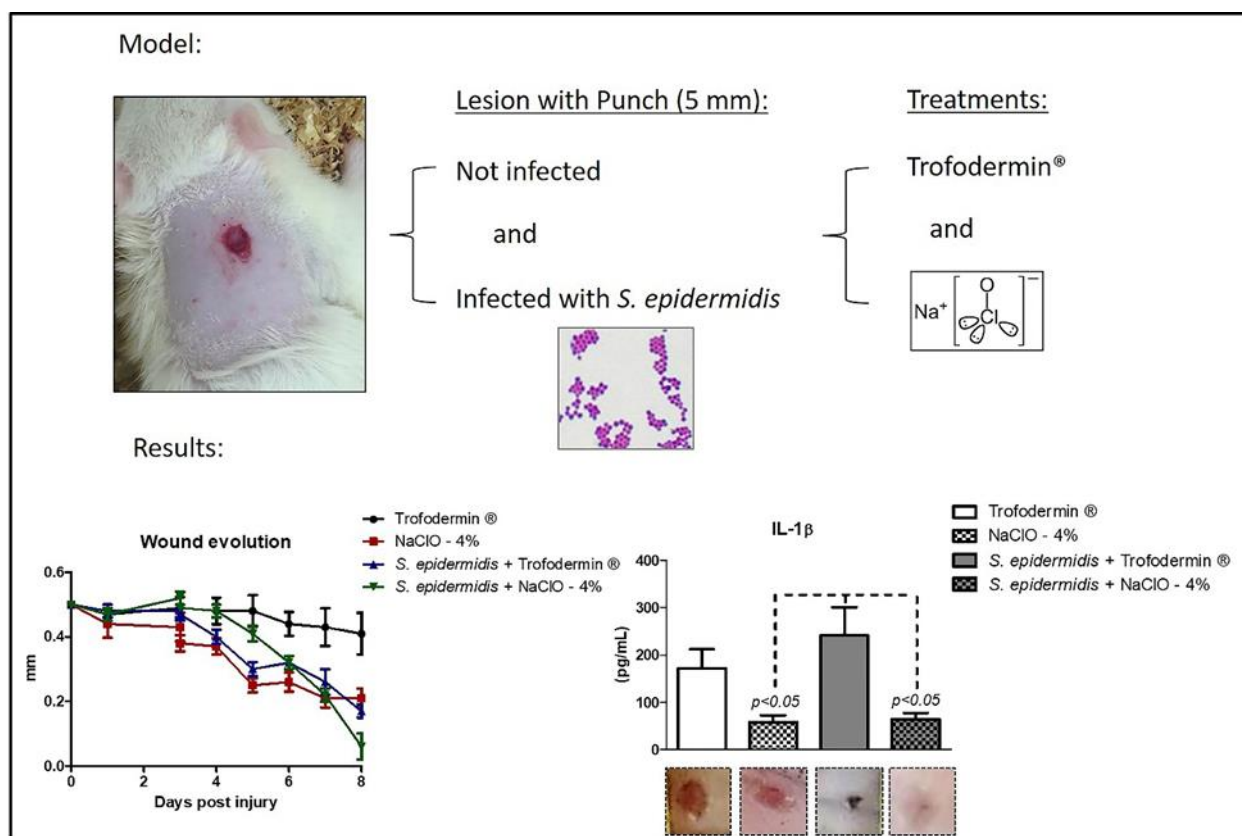 Model:
Lesion with Punch (5 mm):
Treatments:
Not infected
Trofodermin®
and
and
Infected with S. epidermidis
Na⁺
O
Cl
−
Results:
Wound evolution
Trofodermin ®
NaClO - 4%
S. epidermidis + Trofodermin ®
S. epidermidis + NaClO - 4%
0.6
0.4
0.2
0.0
mm
0
2
4
6
8
Days post injury
IL-1β
Trofodermin ®
NaClO - 4%
S. epidermidis + Trofodermin ®
S. epidermidis + NaClO - 4%
400
300
200
100
0
(pg/mL)
p<0.05
p<0.05